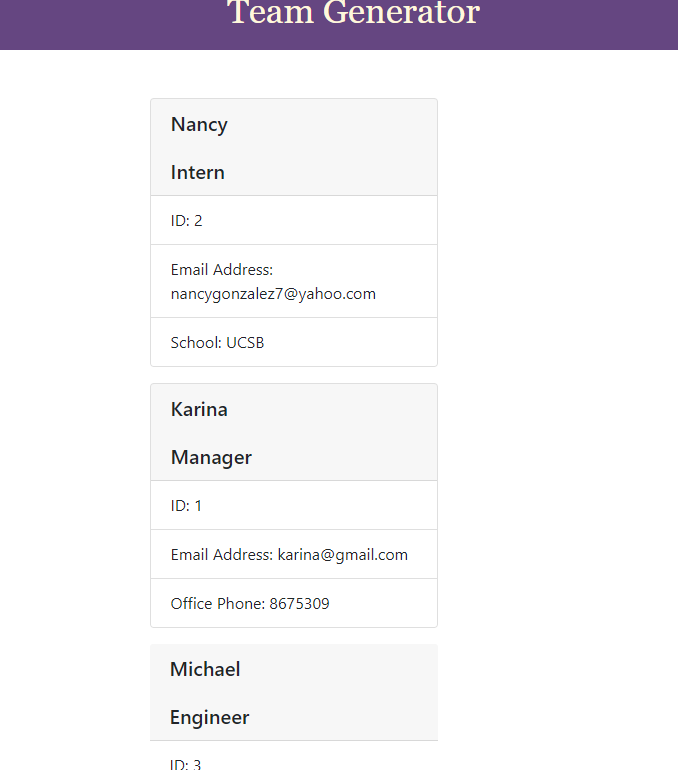 Team Generator
Nancy
Intern
ID: 2
Email Address:
nancygonzalez7@yahoo.com
School: UCSB
Karina
Manager
ID: 1
Email Address: karina@gmail.com
Office Phone: 8675309
Michael
Engineer
ID: 3